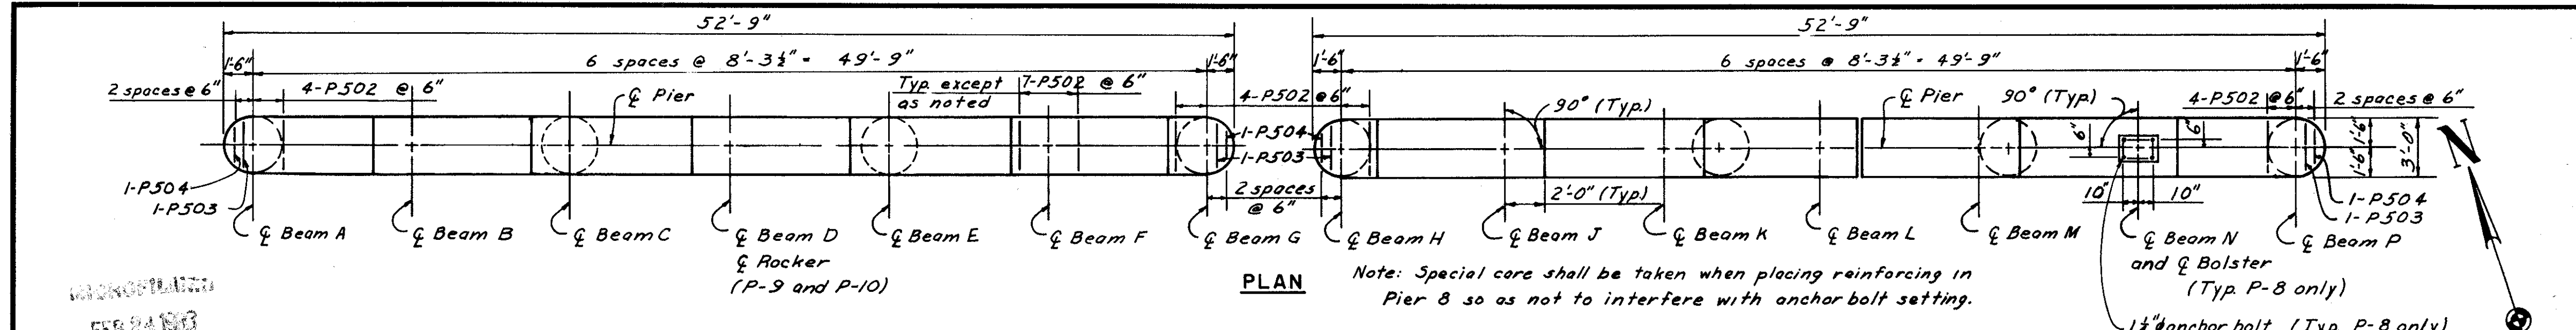 52'-9" 52'-9"
1'-6" 6 spaces @ 8'-3½" = 49'-9" 1'-6" 1'-6" 6 spaces @ 8'-3½" = 49'-9" 1'-6"
2 spaces @ 6" 4-P502 @ 6" ℄ Pier Typ. except as noted 7-P502 @ 6" 4-P502 @ 6" 90° (Typ.) ℄ Pier 90° (Typ.) 4-P502 @ 6" 2 spaces @ 6"
1-P504
1-P503
6" 6" 1'-6" 1'-6" 3'-0"
N
1-P504
1-P503
2 spaces @ 6"
2'-0" (Typ.)
10" 10"
1-P504
1-P503
℄ Beam A ℄ Beam B ℄ Beam C ℄ Beam D ℄ Beam E ℄ Beam F ℄ Beam G ℄ Beam H ℄ Beam J ℄ Beam K ℄ Beam L ℄ Beam M ℄ Beam N ℄ Beam P
℄ Rocker
(P-9 and P-10)
and ℄ Bolster
(Typ. P-8 only)
PLAN
Note: Special care shall be taken when placing reinforcing in
Pier 8 so as not to interfere with anchor bolt setting.
1½"ø anchor bolt (Typ. P-8 only)